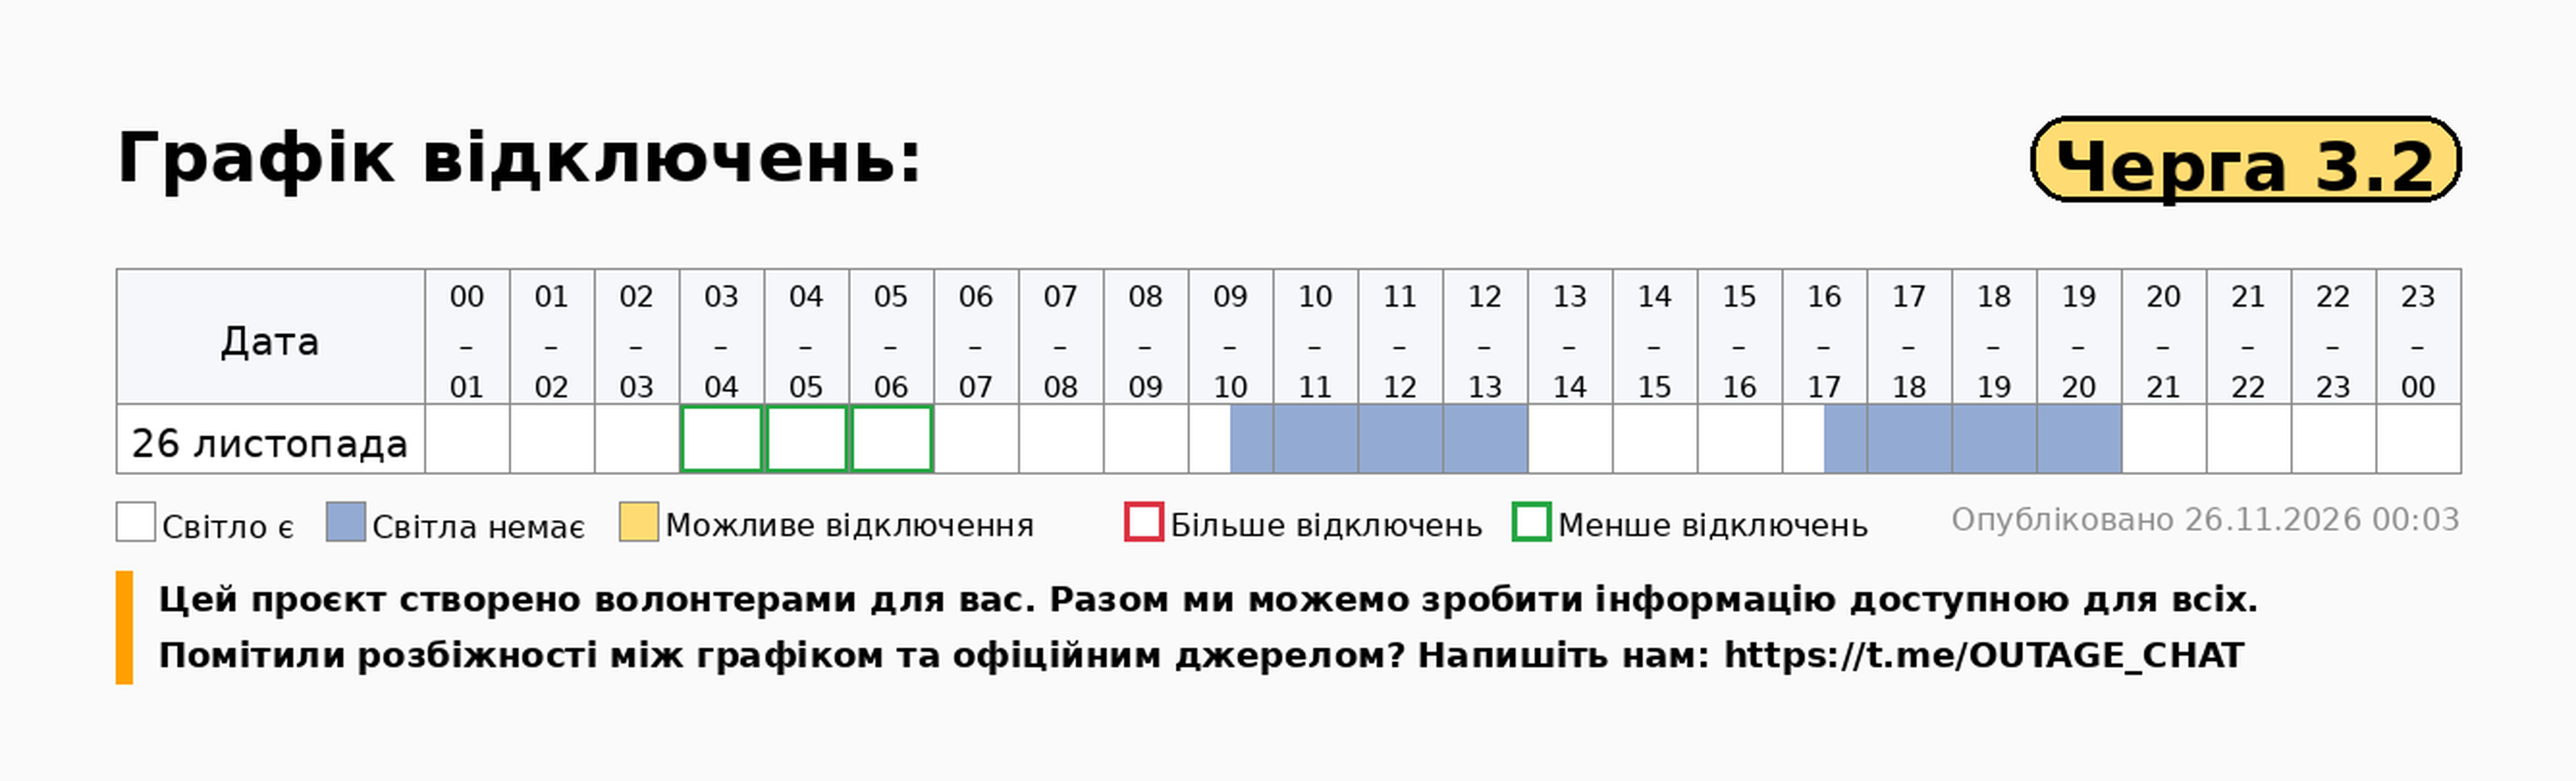 Графік відключень:
Черга 3.2
Дата 00 – 01 01 – 02 02 – 03 03 – 04 04 – 05 05 – 06 06 – 07 07 – 08 08 – 09 09 – 10 10 – 11 11 – 12 12 – 13 13 – 14 14 – 15 15 – 16 16 – 17 17 – 18 18 – 19 19 – 20 20 – 21 21 – 22 22 – 23 23 – 00
26 листопада
Світло є Світла немає Можливе відключення Більше відключень Менше відключень Опубліковано 26.11.2026 00:03
Цей проєкт створено волонтерами для вас. Разом ми можемо зробити інформацію доступною для всіх.
Помітили розбіжності між графіком та офіційним джерелом? Напишіть нам: https://t.me/OUTAGE_CHAT